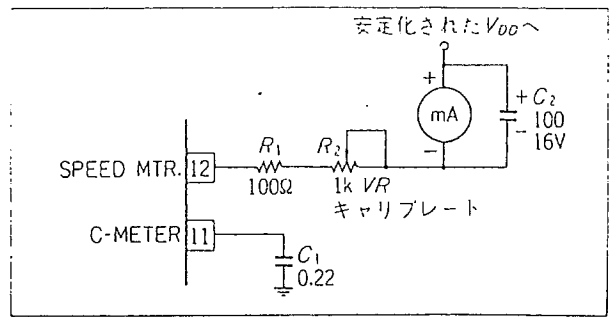 安定化されたVDDへ
+
mA
-
+ C2
100
- 16V
R1
100Ω
R2
1k VR
キャリブレート
SPEED MTR. 12
C-METER 11
C1
0.22